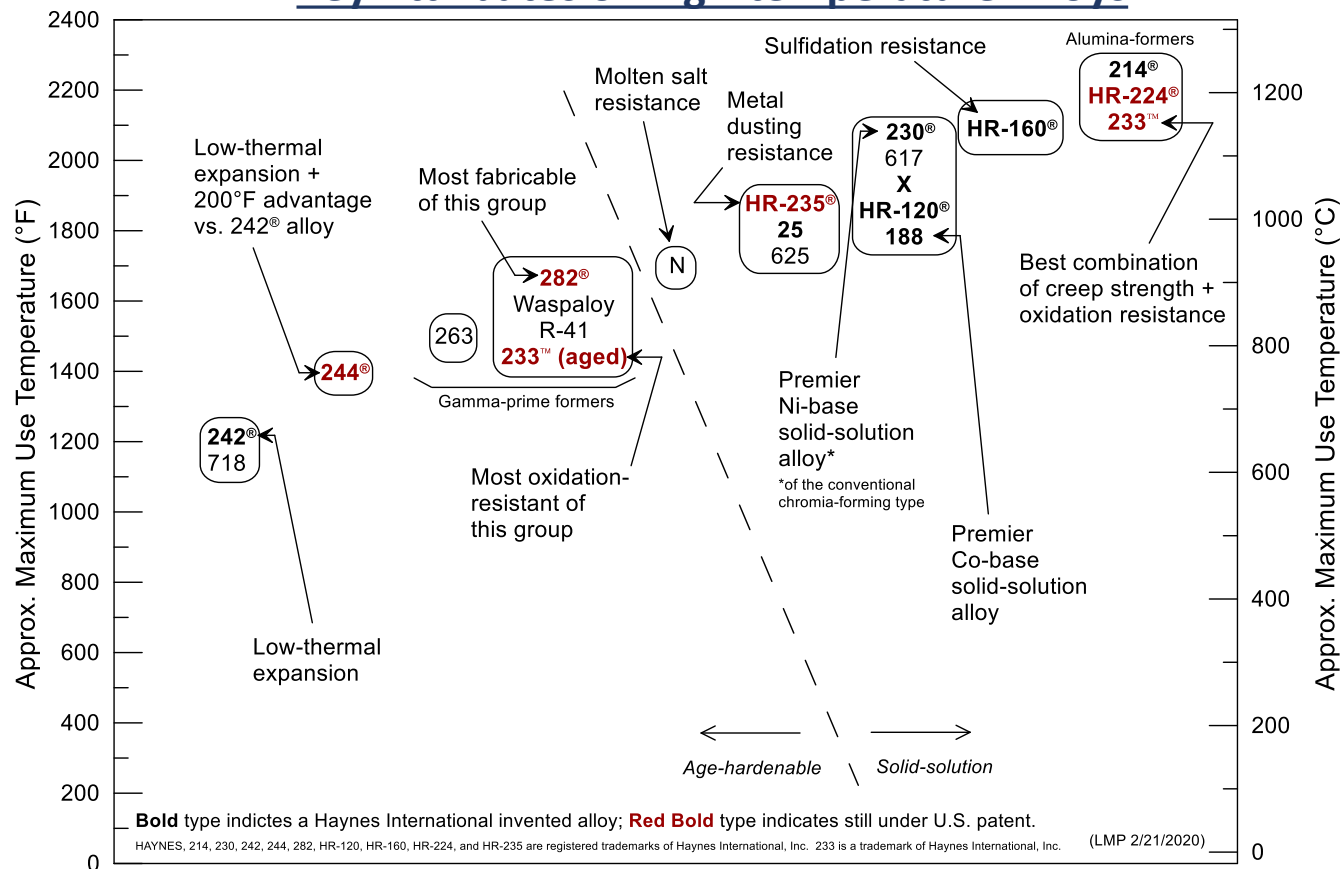 Key Attributes of High-Temperature Alloys
Approx. Maximum Use Temperature (°F)
2400
2200
2000
1800
1600
1400
1200
1000
800
600
400
200
0
Low-thermal
expansion +
200°F advantage
vs. 242® alloy
244®
242®
718
Low-thermal
expansion
Most fabricable
of this group
263
282®
Waspaloy
R-41
233™ (aged)
Gamma-prime formers
Most oxidation-
resistant of
this group
Molten salt
resistance
N
Metal
dusting
resistance
HR-235®
25
625
Sulfidation resistance
230®
617
X
HR-120®
188
HR-160®
Alumina-formers
214®
HR-224®
233™
Best combination
of creep strength +
oxidation resistance
Premier
Ni-base
solid-solution
alloy*
*of the conventional
chromia-forming type
Premier
Co-base
solid-solution
alloy
Age-hardenable
Solid-solution
Bold type indictes a Haynes International invented alloy; Red Bold type indicates still under U.S. patent.
HAYNES, 214, 230, 242, 244, 282, HR-120, HR-160, HR-224, and HR-235 are registered trademarks of Haynes International, Inc. 233 is a trademark of Haynes International, Inc.
(LMP 2/21/2020)
1200
1000
800
600
400
200
0
Approx. Maximum Use Temperature (°C)